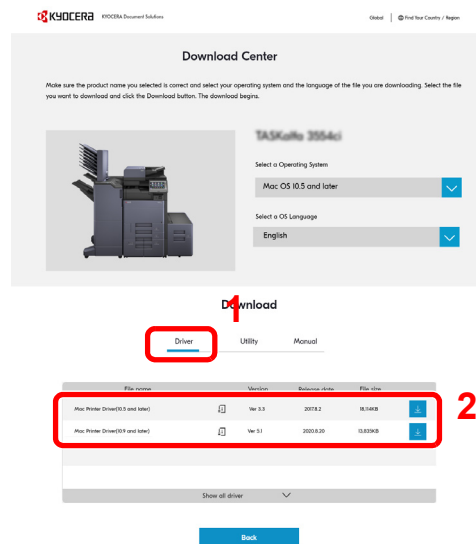 KYOCERA KYOCERA Document Solutions Global Find Your Country / Region
Download Center
Make sure the product name you selected is correct and select your operating system and the language of the file you are downloading. Select the file
you want to download and click the Download button. The download begins.
TASKalfa 3554ci
Select a Operating System
Mac OS 10.5 and later
Select a OS Language
English
1
Download
Driver Utility Manual
File name Version Release date File size
2
Mac Printer Driver(10.5 and later) Ver 3.3 2017.8.2 18,114KB
Mac Printer Driver(10.9 and later) Ver 5.1 2020.8.20 13,835KB
Show all driver
Back